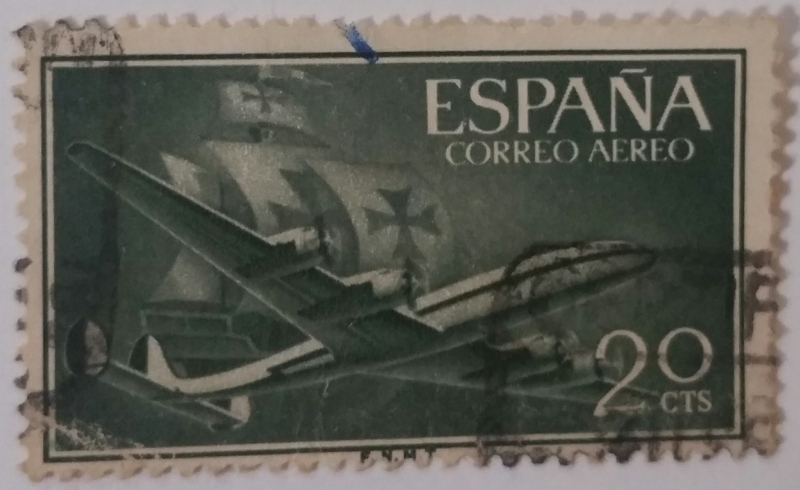 ESPAÑA
CORREO AEREO
20
CTS
F.N.M.T